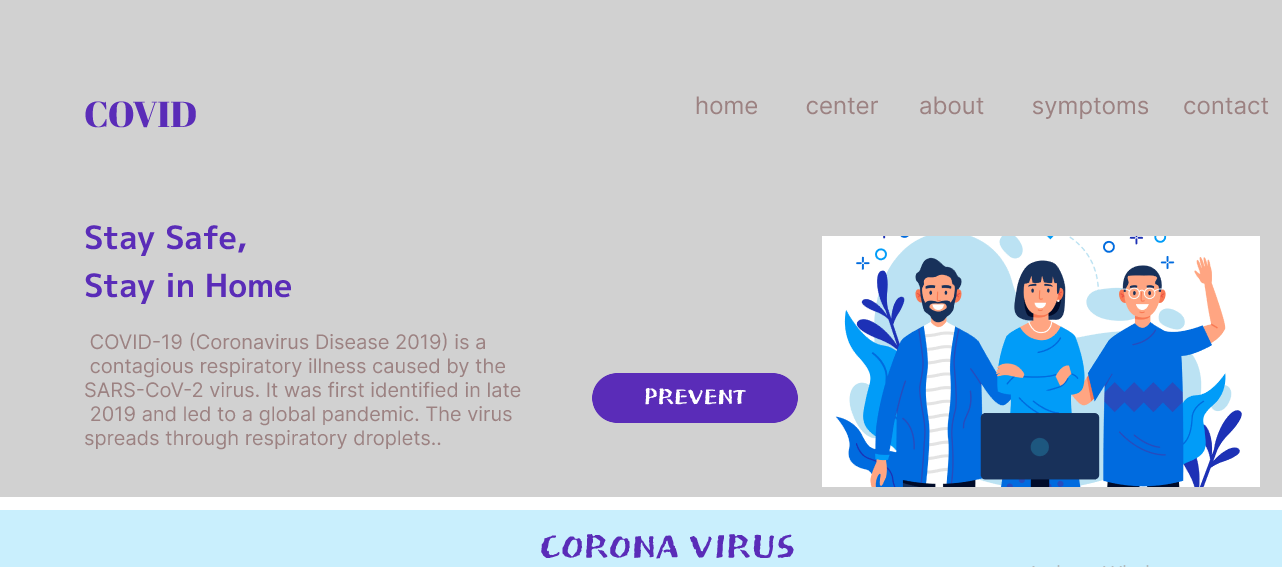 COVID
home center about symptoms contact
Stay Safe,
Stay in Home
COVID-19 (Coronavirus Disease 2019) is a
contagious respiratory illness caused by the
SARS-CoV-2 virus. It was first identified in late
2019 and led to a global pandemic. The virus
spreads through respiratory droplets..
PREVENT
CORONA VIRUS